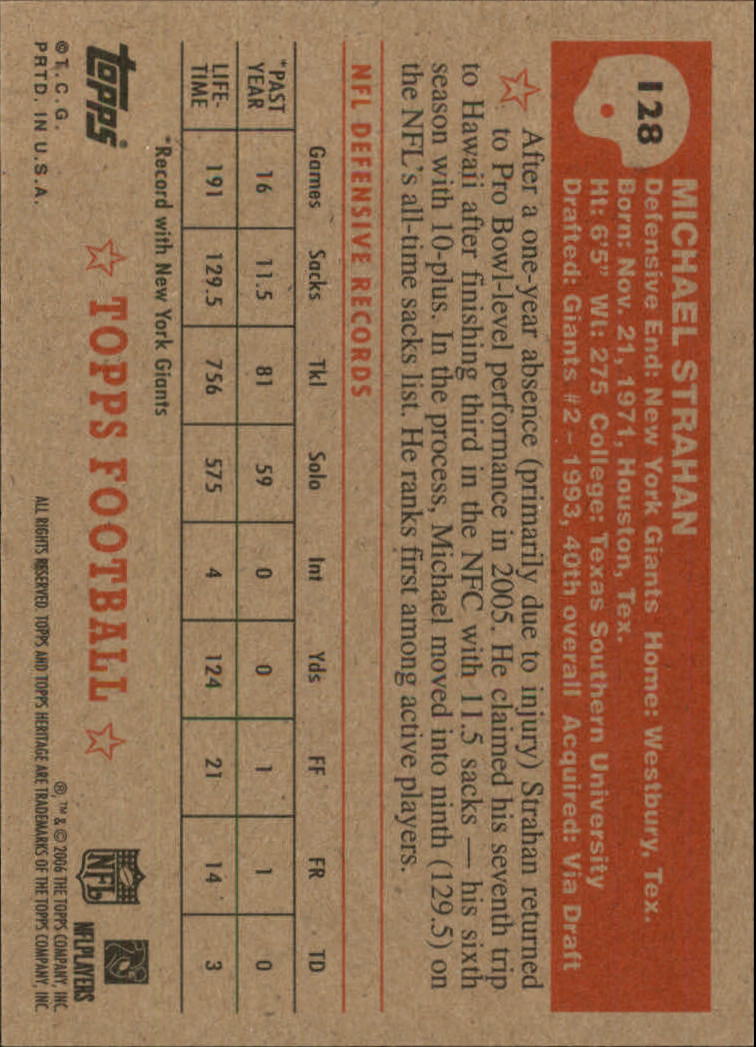 128
MICHAEL STRAHAN
Defensive End: New York Giants Home: Westbury, Tex.
Born: Nov. 21, 1971, Houston, Tex.
Ht: 6'5" Wt: 275 College: Texas Southern University
Drafted: Giants #2 – 1993, 40th overall Acquired: Via Draft
After a one-year absence (primarily due to injury) Strahan returned
to Pro Bowl-level performance in 2005. He claimed his seventh trip
to Hawaii after finishing third in the NFC with 11.5 sacks — his sixth
season with 10-plus. In the process, Michael moved into ninth (129.5) on
the NFL's all-time sacks list. He ranks first among active players.
NFL DEFENSIVE RECORDS
Games Sacks Tkl Solo Int Yds FF FR TD
*PAST YEAR 16 11.5 81 59 0 0 1 1 0
LIFE-TIME 191 129.5 756 575 4 124 21 14 3
*Record with New York Giants
topps®
© T.C.G.
PRTD. IN U.S.A.
TOPPS FOOTBALL
NFL
NFLPLAYERS
®, ™ & © 2006 THE TOPPS COMPANY, INC.
ALL RIGHTS RESERVED. TOPPS AND TOPPS HERITAGE ARE TRADEMARKS OF THE TOPPS COMPANY, INC.